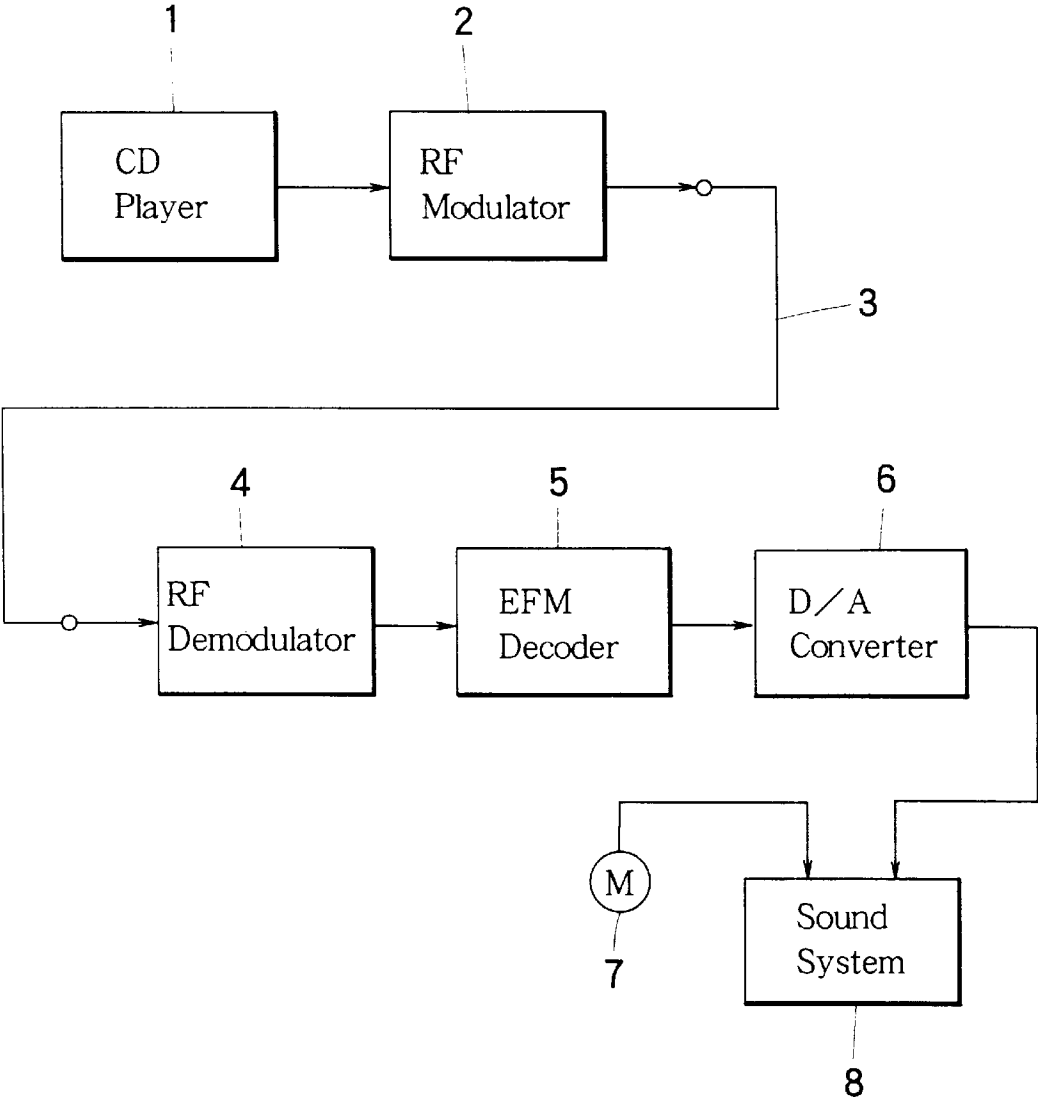 1
2
CD
Player
RF
Modulator
3
4
5
6
RF
Demodulator
EFM
Decoder
D／A
Converter
M
7
Sound
System
8